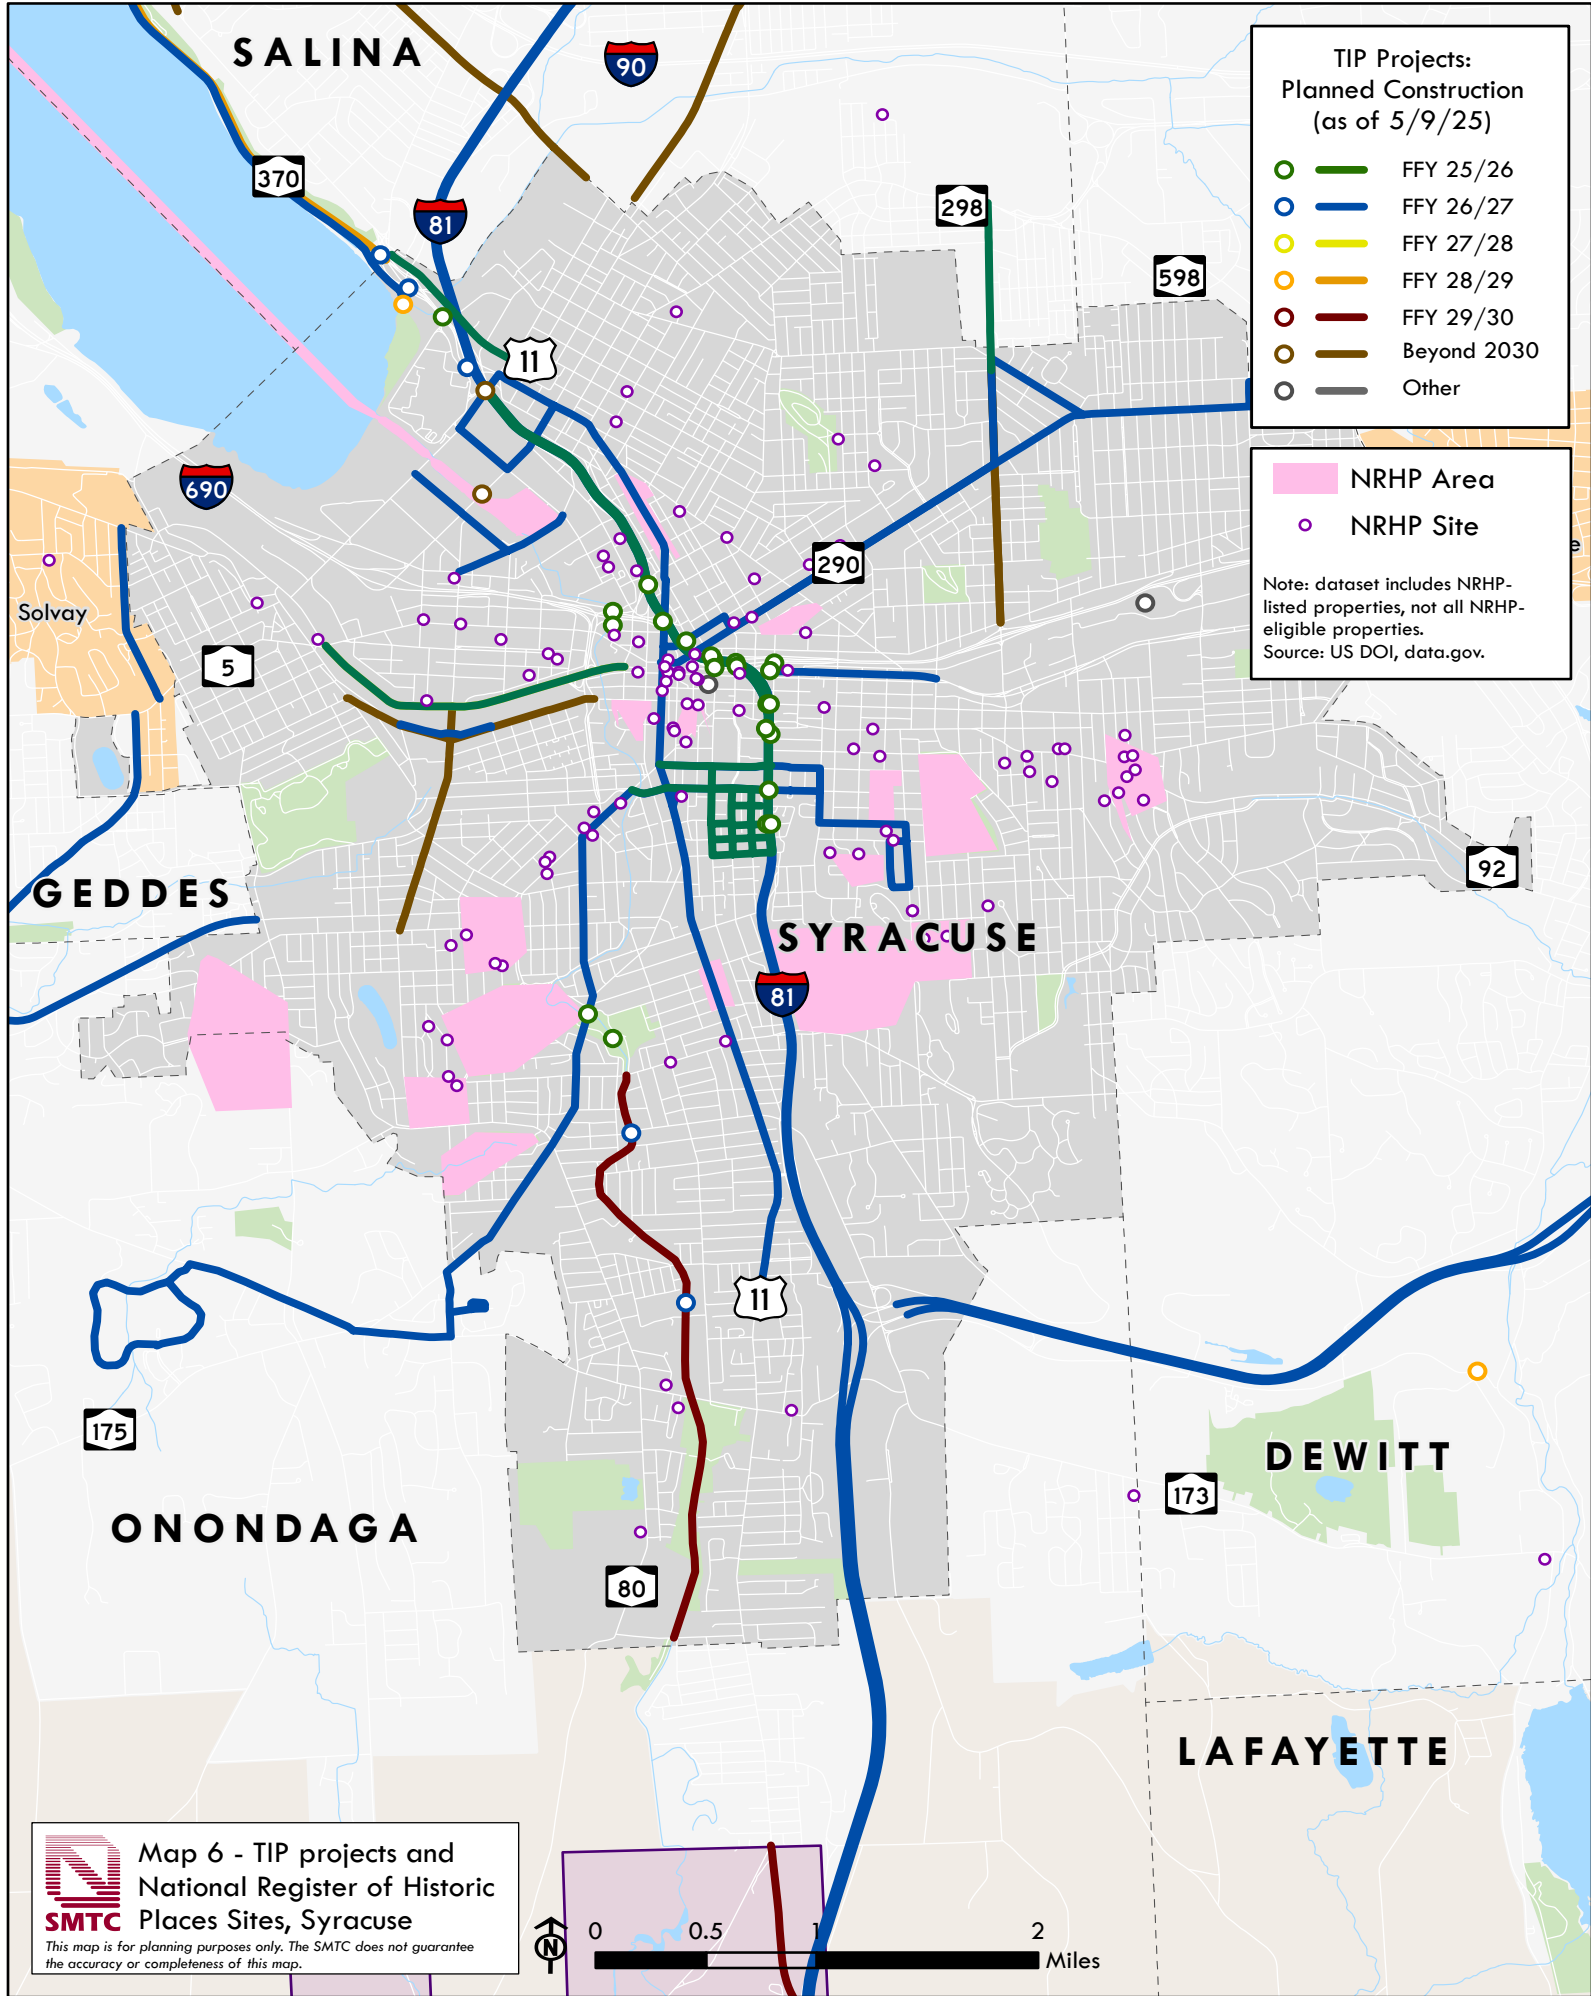 SALINA
90
370
81
298
598
11
690
Solvay
5
290
GEDDES
92
SYRACUSE
81
11
175
ONONDAGA
DEWITT
173
80
LAFAYETTE
TIP Projects:
Planned Construction
(as of 5/9/25)
FFY 25/26
FFY 26/27
FFY 27/28
FFY 28/29
FFY 29/30
Beyond 2030
Other
NRHP Area
NRHP Site
Note: dataset includes NRHP-
listed properties, not all NRHP-
eligible properties.
Source: US DOI, data.gov.
e
SMTC
Map 6 - TIP projects and
National Register of Historic
Places Sites, Syracuse
This map is for planning purposes only. The SMTC does not guarantee
the accuracy or completeness of this map.
N
0 0.5 1 2
Miles